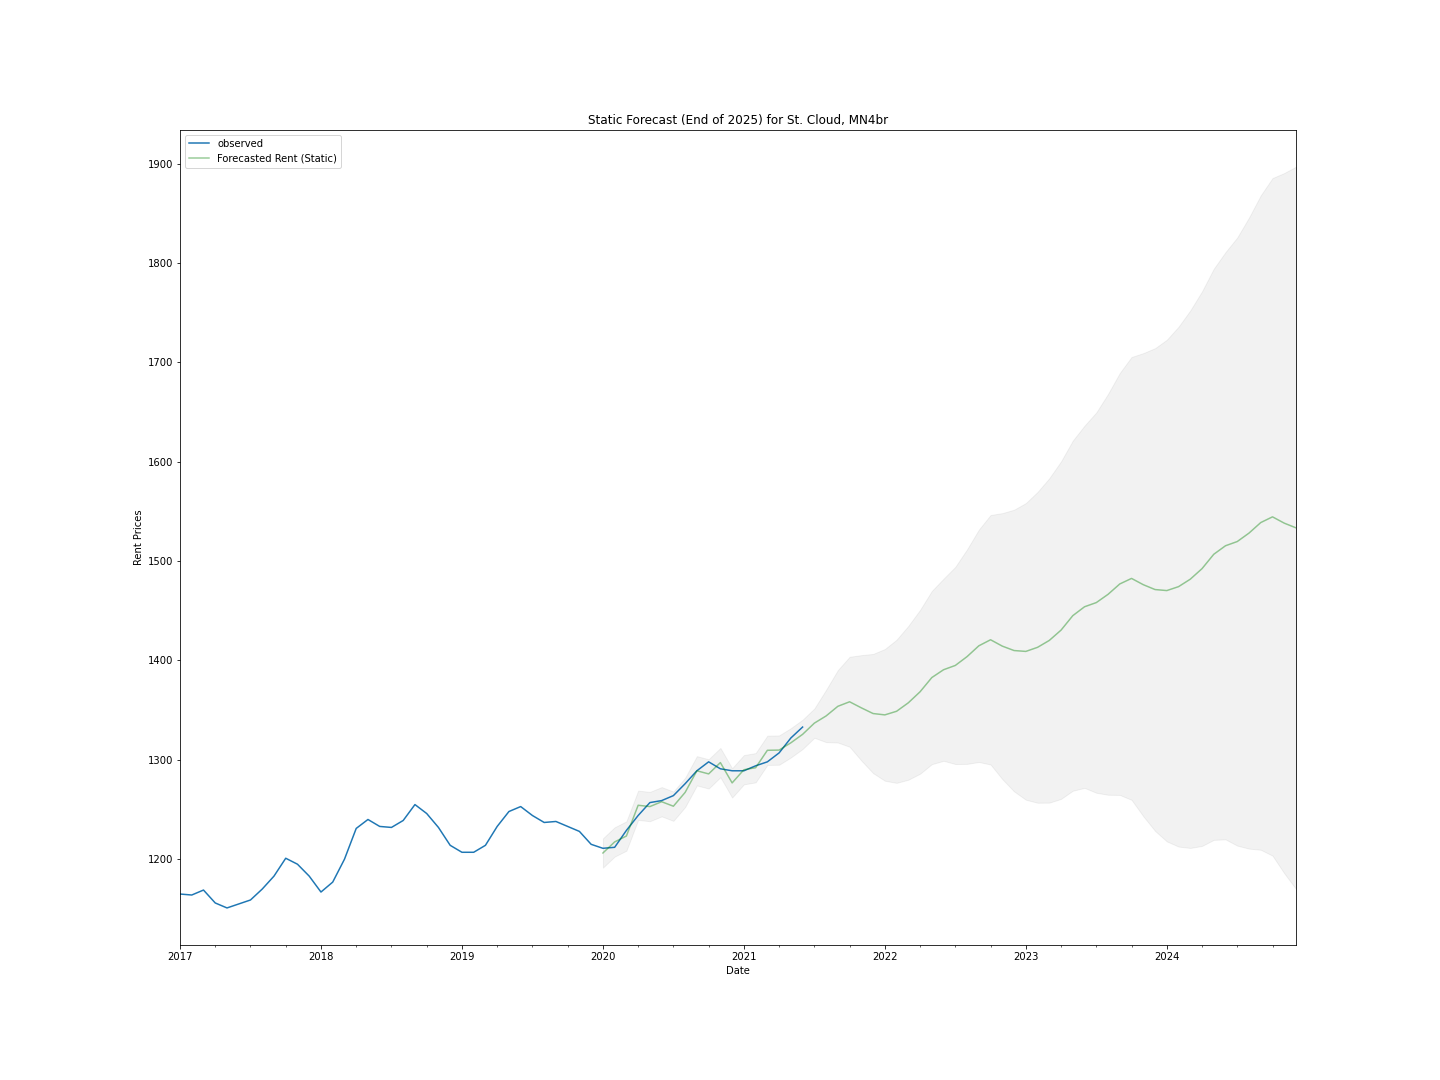 Static Forecast (End of 2025) for St. Cloud, MN4br
observed
Forecasted Rent (Static)
1900
1800
1700
1600
1500
1400
1300
1200
Rent Prices
2017 2018 2019 2020 2021 2022 2023 2024
Date